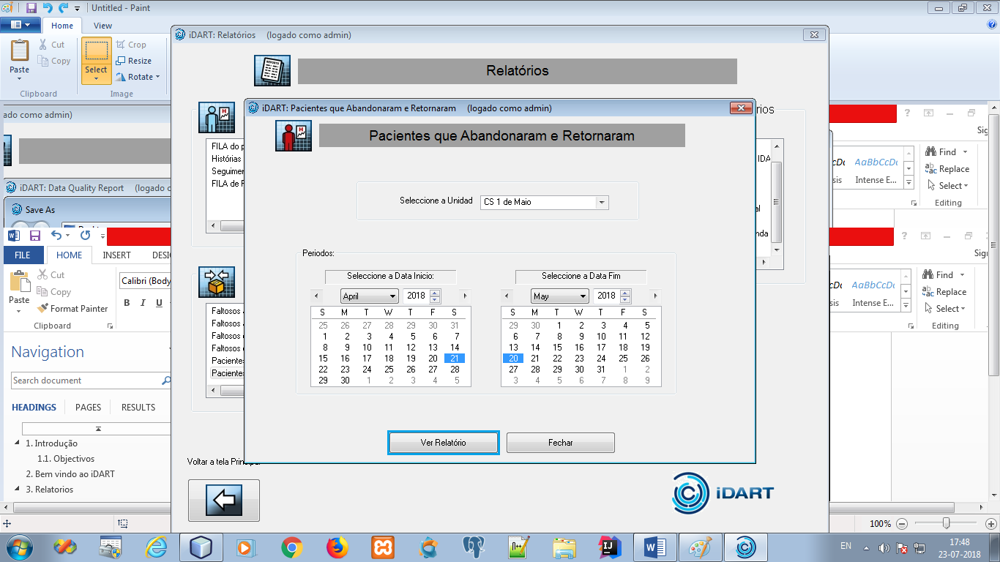 Untitled - Paint
Home
View
Cut
Copy
Paste
Clipboard
Select
Crop
Resize
Rotate
Image
iDART: Relatórios (logado como admin)
Relatórios
ado como admin)
iDART: Pacientes que Abandonaram e Retornaram (logado como admin)
Pacientes que Abandonaram e Retornaram
Seleccione a Unidad
CS 1 de Maio
Periodos:
Seleccione a Data Inicio:
April
2018
S M T W T F S
25 26 27 28 29 30 31
1 2 3 4 5 6 7
8 9 10 11 12 13 14
15 16 17 18 19 20 21
22 23 24 25 26 27 28
29 30 1 2 3 4 5
Seleccione a Data Fim
May
2018
S M T W T F S
29 30 1 2 3 4 5
6 7 8 9 10 11 12
13 14 15 16 17 18 19
20 21 22 23 24 25 26
27 28 29 30 31 1 2
3 4 5 6 7 8 9
Ver Relatório
Fechar
FILA do p
Histórias
Seguimen
FILA de F
Faltosos
Faltosos
Faltosos
Faltosos
Pacientes
Pacientes
Voltar a tela Principal
iDART
iDART: Data Quality Report (logado c
Save As
FILE
HOME
INSERT
DESI
Cut
Copy
Format Painter
Paste
Clipboard
Calibri (Body
B I U
Navigation
Search document
HEADINGS
PAGES
RESULTS
1. Introdução
1.1. Objectivos
2. Bem vindo ao iDART
3. Relatorios
rios
IDA
al
nda
Sig
AaBbCcDc
sis
Intense E...
Find
Replace
Select
Editing
Sig
AaBbCcDc
sis
Intense E...
Find
Replace
Select
Editing
100%
EN
17:48
23-07-2018